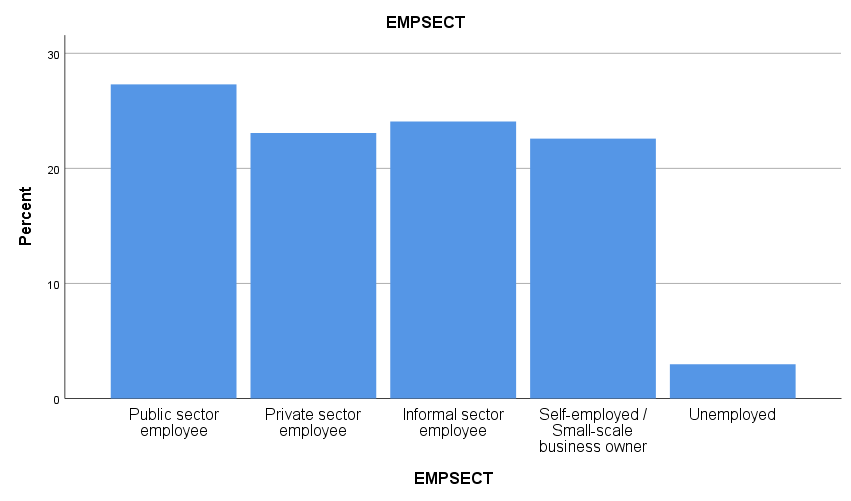 EMPSECT
30
20
10
0
Percent
Public sector
employee
Private sector
employee
Informal sector
employee
Self-employed /
Small-scale
business owner
Unemployed
EMPSECT